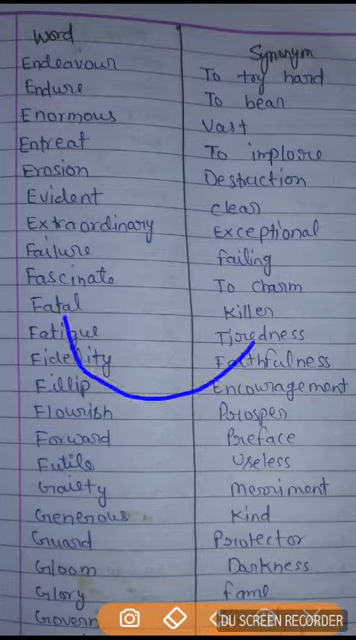 Word Synonym
Endeavour To try hard
Endure To bear
Enormous Vast
Entreat To implore
Erosion Destruction
Evident clear
Extraordinary Exceptional
Failure failing
Fascinate To charm
Fatal Killer
Fatigue Tiredness
Fidelity Faithfulness
Fillip Encouragement
Flourish Prosper
Forward Preface
Futile Useless
Gaiety merriment
Generous Kind
Guard Protector
Gloom Darkness
Glory fame
Govern
DU SCREEN RECORDER